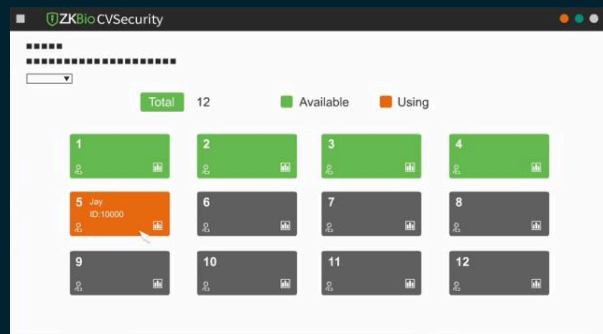 ZKBio CVSecurity
Total 12 Available Using
1 2 3 4
5 Jay 6 7 8
ID:10000
9 10 11 12